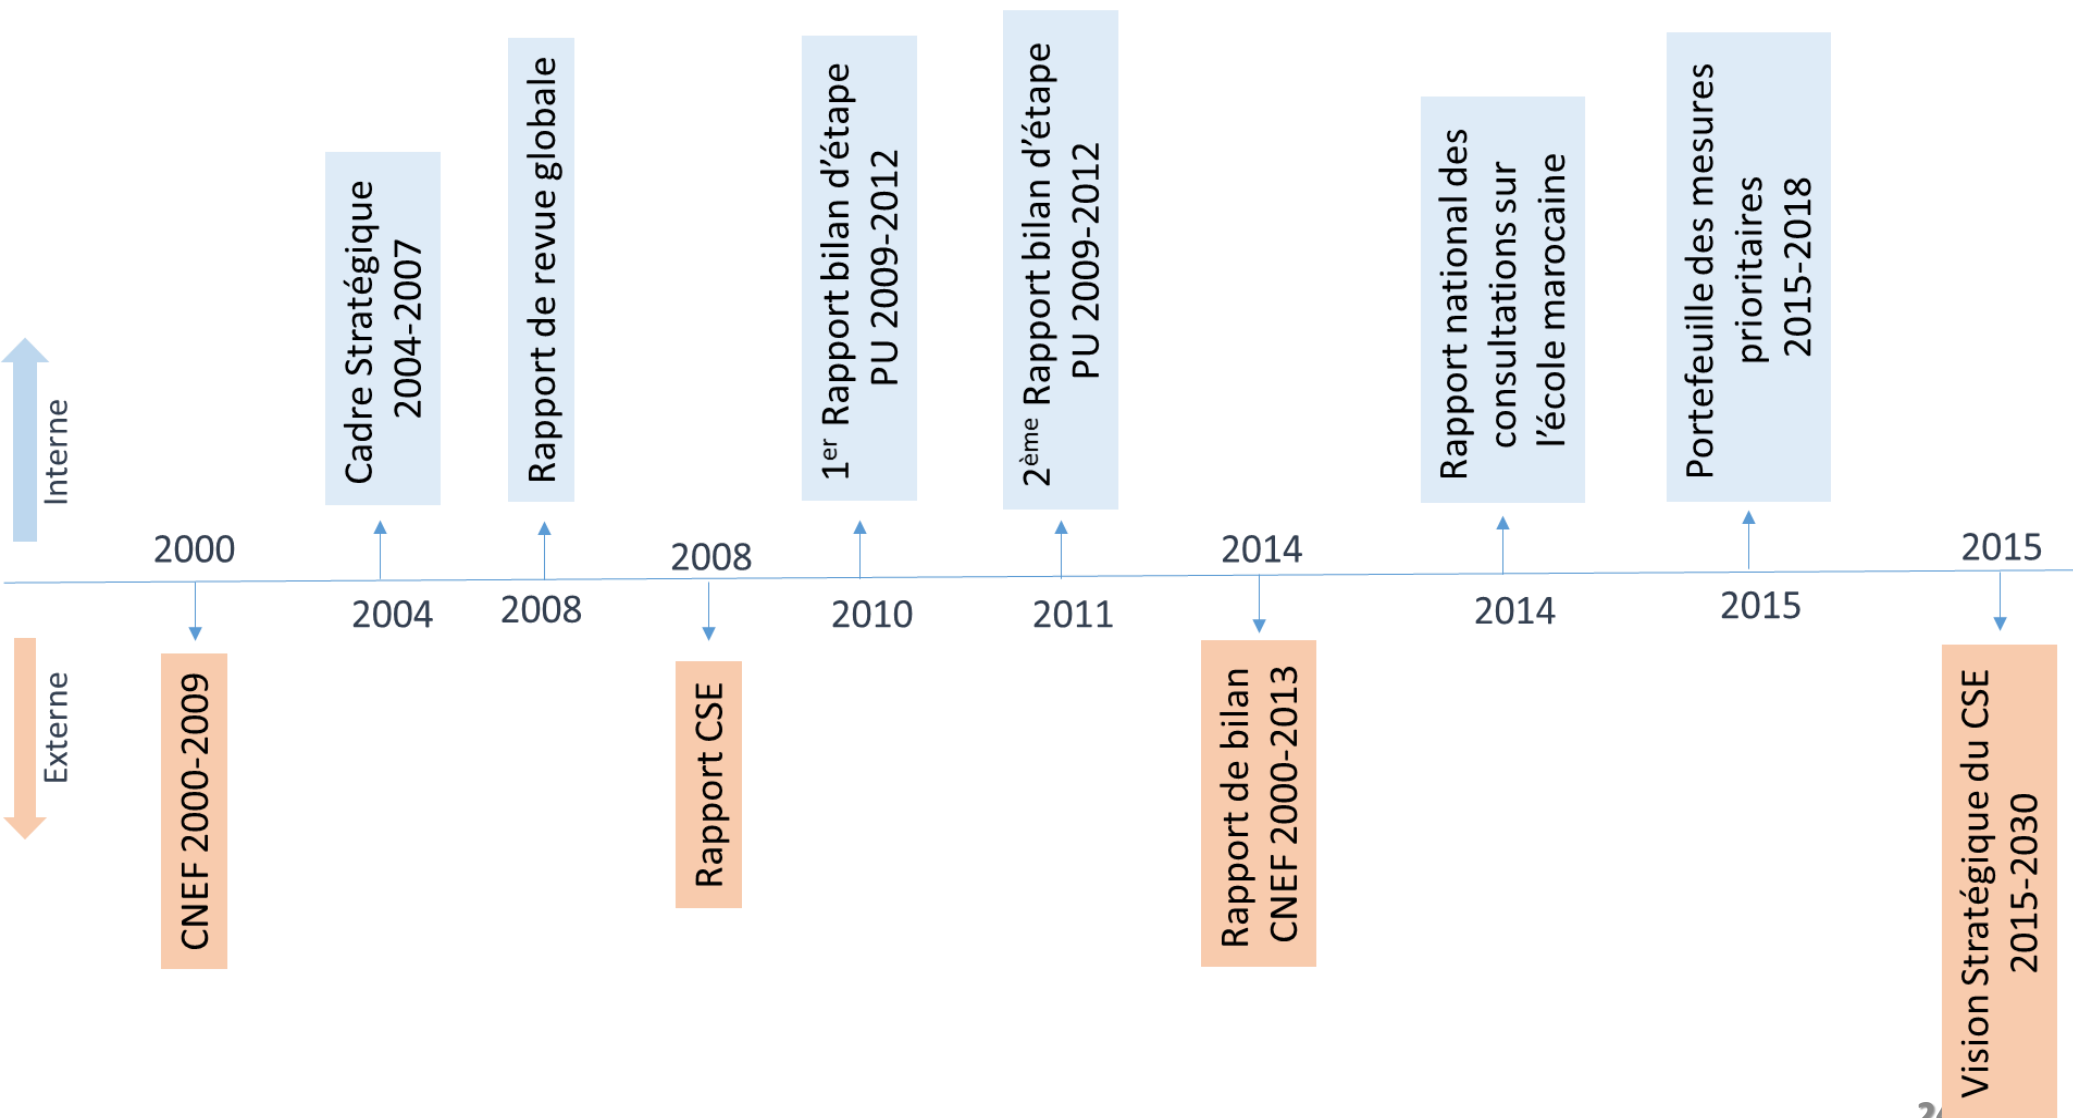 Interne
Externe
2000
CNEF 2000-2009
Cadre Stratégique
2004-2007
2004
Rapport de revue globale
2008
2008
Rapport CSE
1er Rapport bilan d’étape
PU 2009-2012
2010
2ème Rapport bilan d’étape
PU 2009-2012
2011
2014
Rapport de bilan
CNEF 2000-2013
Rapport national des
consultations sur
l’école marocaine
2014
Portefeuille des mesures
prioritaires
2015-2018
2015
2015
Vision Stratégique du CSE
2015-2030